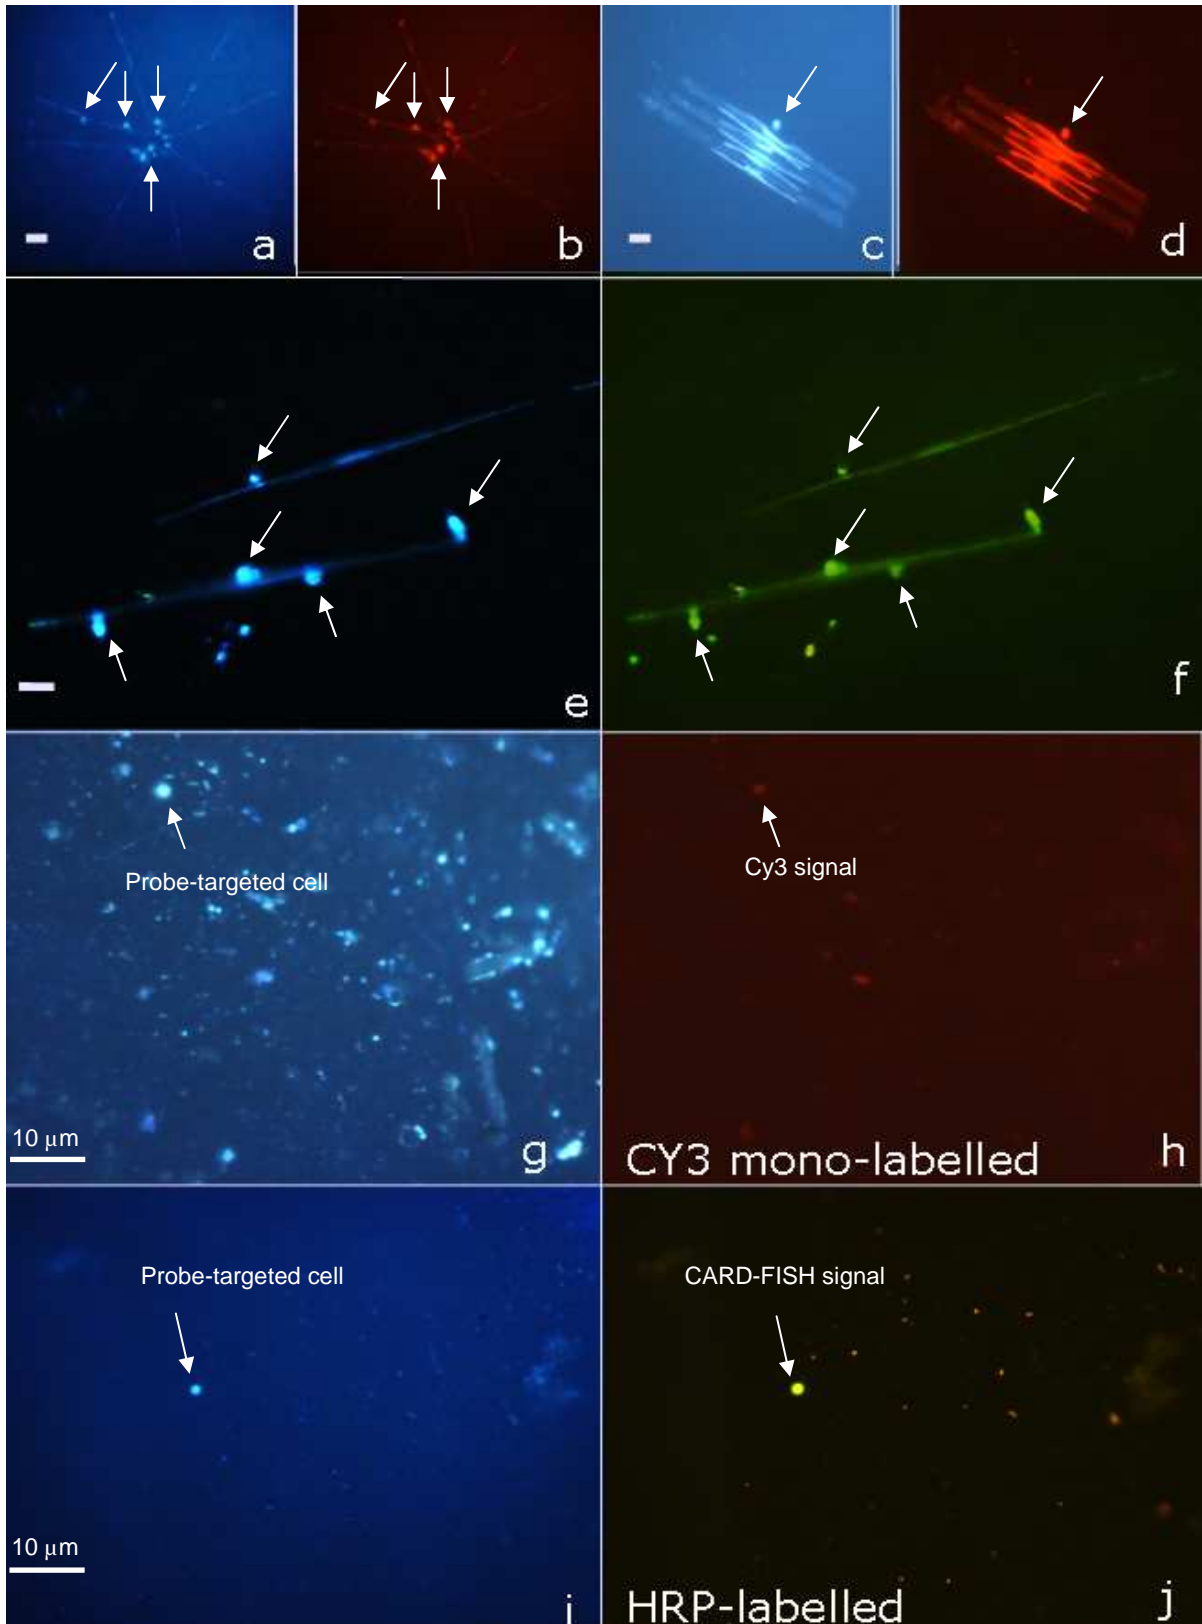 a
b
c
d
e
f
Probe-targeted cell
Cy3 signal
10 μm
g
CY3 mono-labelled
h
Probe-targeted cell
CARD-FISH signal
10 μm
i
HRP-labelled
j